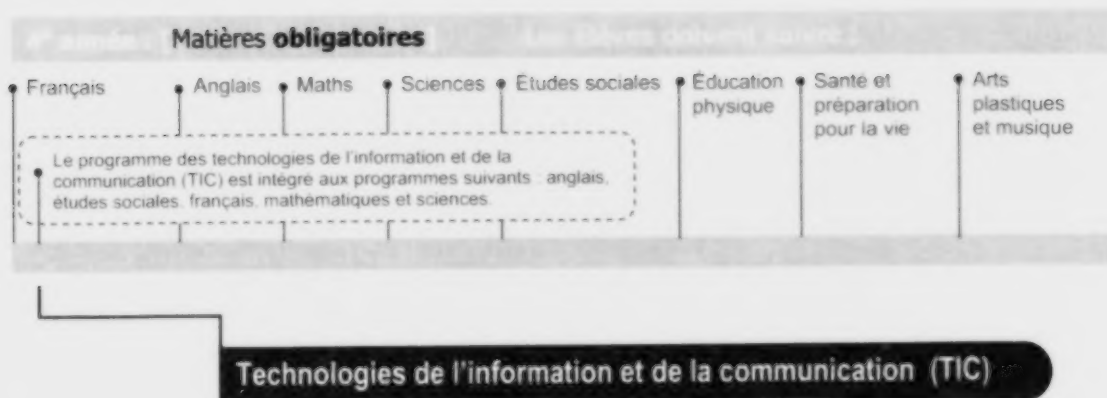 Matières obligatoires
Français
Anglais
Maths
Sciences
Etudes sociales
Éducation
physique
Santé et
préparation
pour la vie
Arts
plastiques
et musique
Le programme des technologies de l'information et de la
communication (TIC) est intégré aux programmes suivants : anglais,
études sociales, français, mathématiques et sciences.
Technologies de l'information et de la communication (TIC)